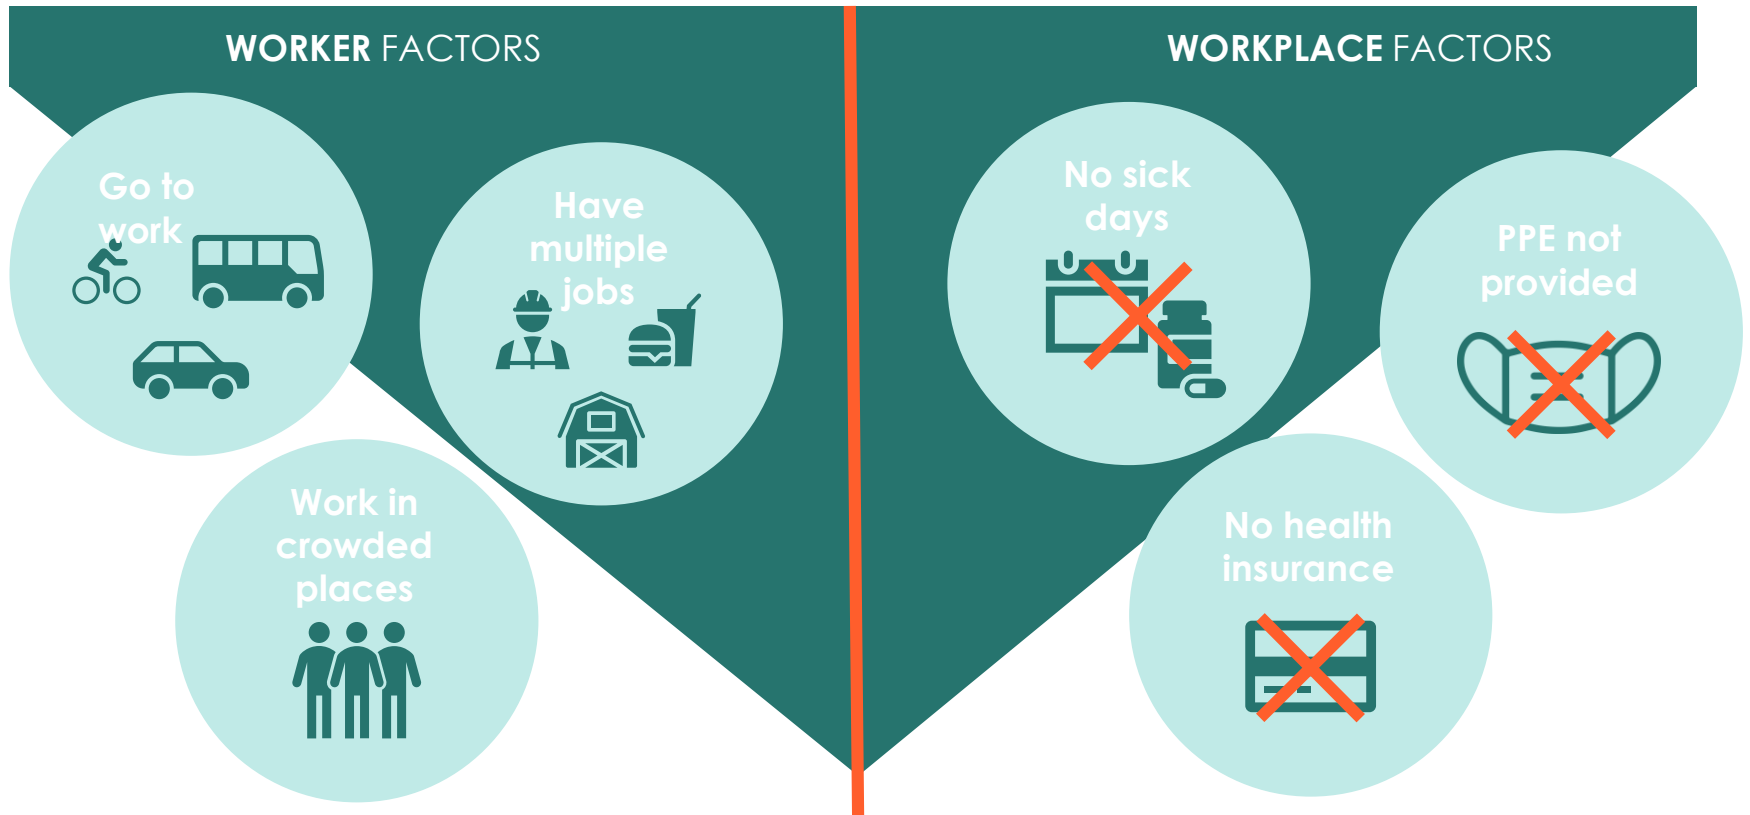 WORKER FACTORS
Go to
work
Have
multiple
jobs
Work in
crowded
places
WORKPLACE FACTORS
No sick
days
PPE not
provided
No health
insurance